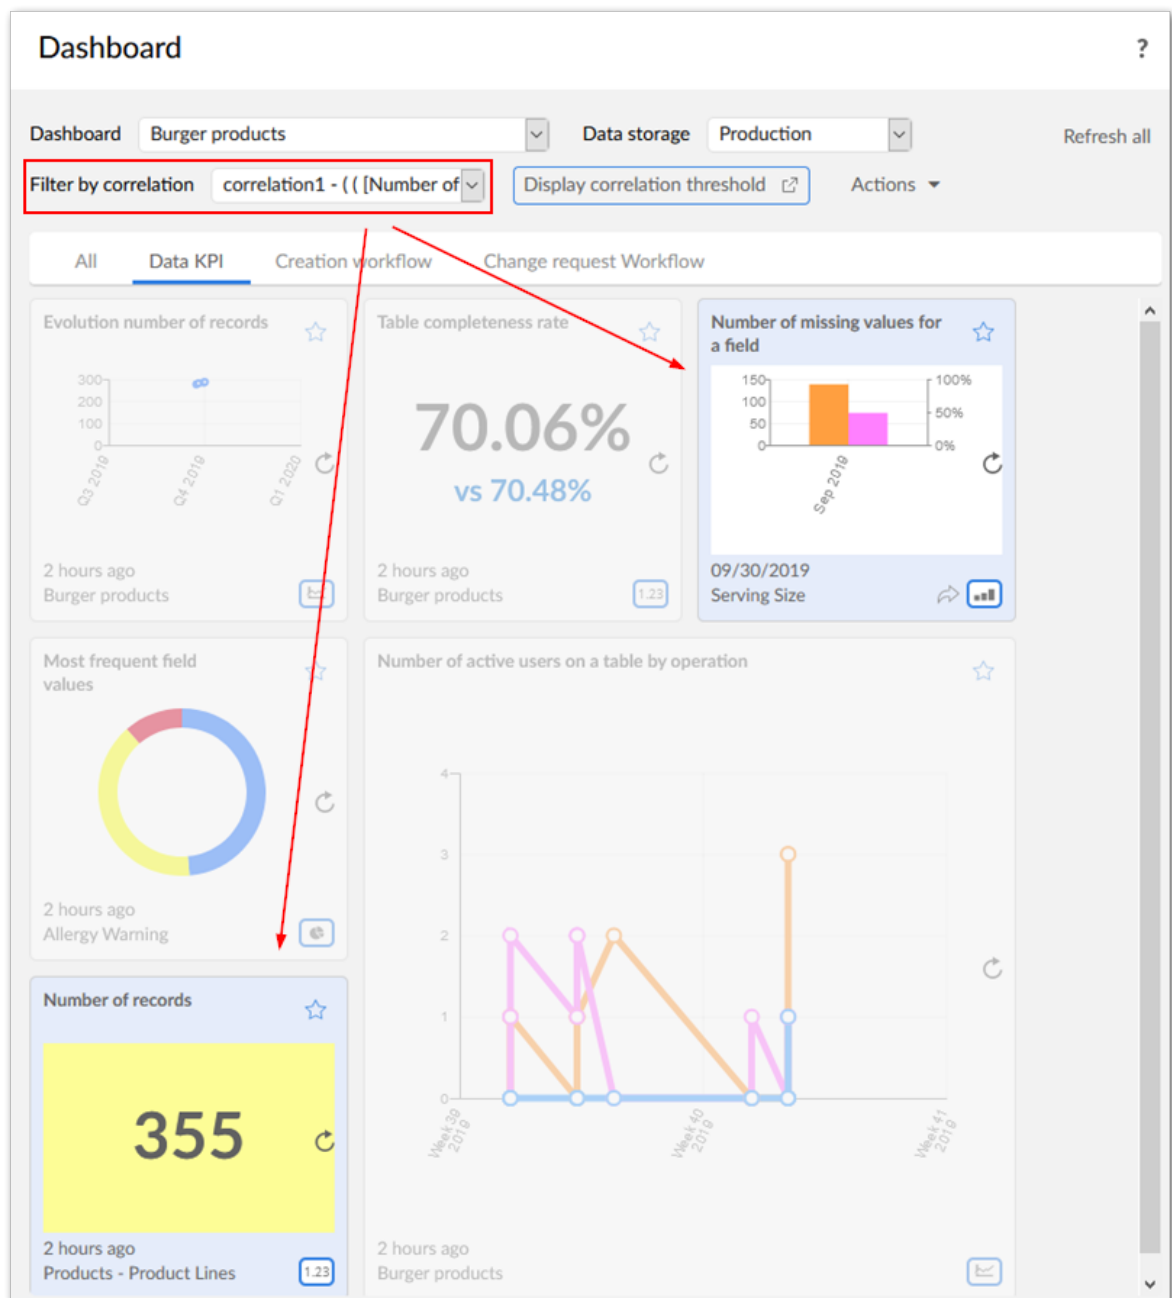 Dashboard
?
Dashboard Burger products Data storage Production Refresh all
Filter by correlation correlation1 - ( ( [Number of Display correlation threshold Actions
All Data KPI Creation workflow Change request Workflow
Evolution number of records
300
200
100
0
Q3 2019
Q4 2019
Q1 2020
2 hours ago
Burger products
Table completeness rate
70.06%
vs 70.48%
2 hours ago
Burger products
1.23
Number of missing values for
a field
150
100
50
0
100%
50%
0%
Sep 2019
09/30/2019
Serving Size
Most frequent field
values
2 hours ago
Allergy Warning
Number of active users on a table by operation
4
3
2
1
0
Week 39
2019
Week 40
2019
Week 41
2019
2 hours ago
Burger products
Number of records
355
2 hours ago
Products - Product Lines
1.23